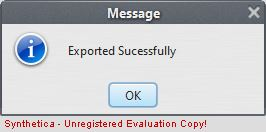 Message
Exported Sucessfully
OK
Synthetica - Unregistered Evaluation Copy!